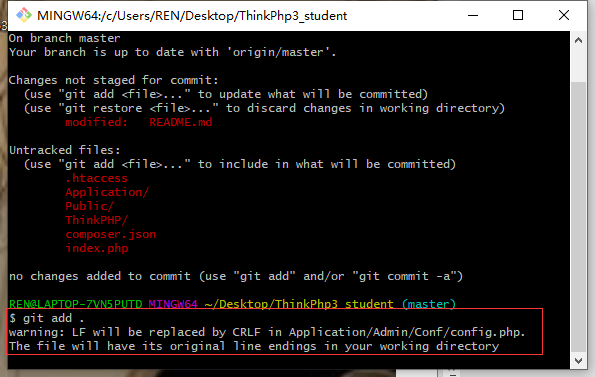 MINGW64:/c/Users/REN/Desktop/ThinkPhp3_student
On branch master
Your branch is up to date with 'origin/master'.
Changes not staged for commit:
(use "git add <file>..." to update what will be committed)
(use "git restore <file>..." to discard changes in working directory)
modified: README.md
Untracked files:
(use "git add <file>..." to include in what will be committed)
.htaccess
Application/
Public/
ThinkPHP/
composer.json
index.php
no changes added to commit (use "git add" and/or "git commit -a")
REN@LAPTOP-7VN5PUTD MINGW64 ~/Desktop/ThinkPhp3_student (master)
$ git add .
warning: LF will be replaced by CRLF in Application/Admin/Conf/config.php.
The file will have its original line endings in your working directory